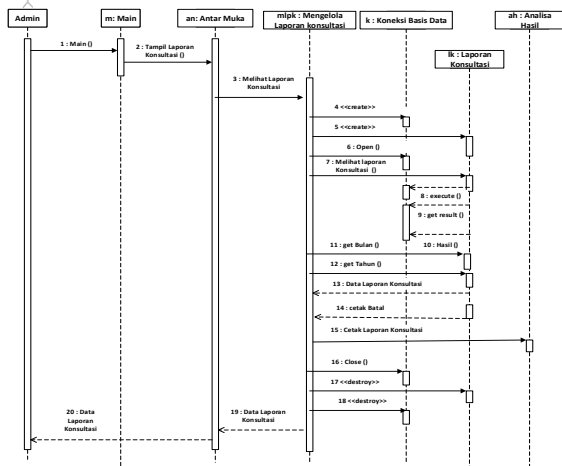 Admin
m: Main
an: Antar Muka
mlpk : Mengelola
Laporan konsultasi
k : Koneksi Basis Data
ah : Analisa
Hasil
lk : Laporan
Konsultasi
1 : Main ()
2 : Tampil Laporan
Konsultasi ()
3 : Melihat Laporan
Konsultasi
4 <<create>>
5 <<create>>
6 : Open ()
7 : Melihat laporan
Konsultasi ()
8 : execute ()
9 : get result ()
10 : Hasil ()
11 : get Bulan ()
12 : get Tahun ()
13 : Data Laporan Konsultasi
14 : cetak Batal
15 : Cetak Laporan Konsultasi
16 : Close ()
17 <<destroy>>
18 <<destroy>>
19 : Data Laporan
Konsultasi
20 : Data
Laporan
Konsultasi